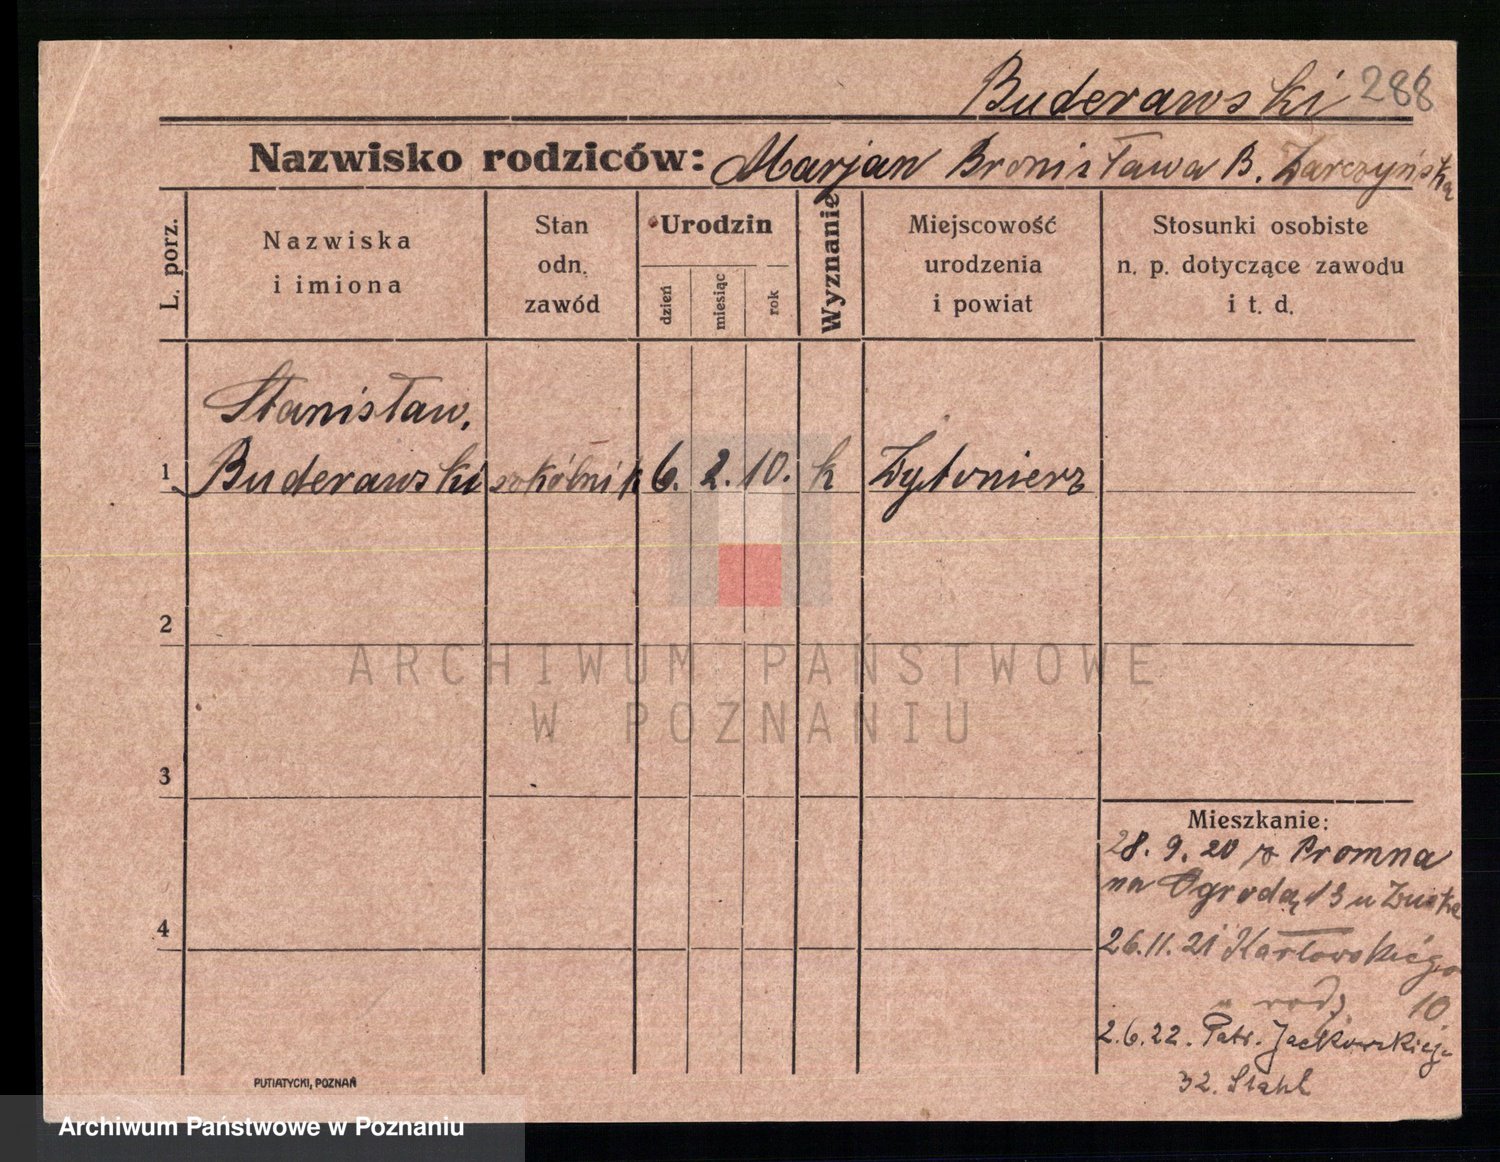 Buderawski 288
Nazwisko rodziców: Marjan Bronisława B. Zarczyńska
L. porz.
Nazwiska
i imiona
Stan
odn.
zawód
Urodzin
dzień
miesiąc
rok
Wyznanie
Miejscowość
urodzenia
i powiat
Stosunki osobiste
n. p. dotyczące zawodu
i t. d.
Stanisław.
1 Buderawski szkólnik 6. 2. 10. k Żytonierz
2
ARCHIWUM PAŃSTWOWE
W POZNANIU
3
Mieszkanie:
28. 9. 20 z Promna
na Ogrodą 13 u
4
26. 11. 21 Karłowskiego
u rodz 10
2. 6. 22. Patr. Jackowskiego
32. Stahl
PUTIATYCKI, POZNAŃ
Archiwum Państwowe w Poznaniu